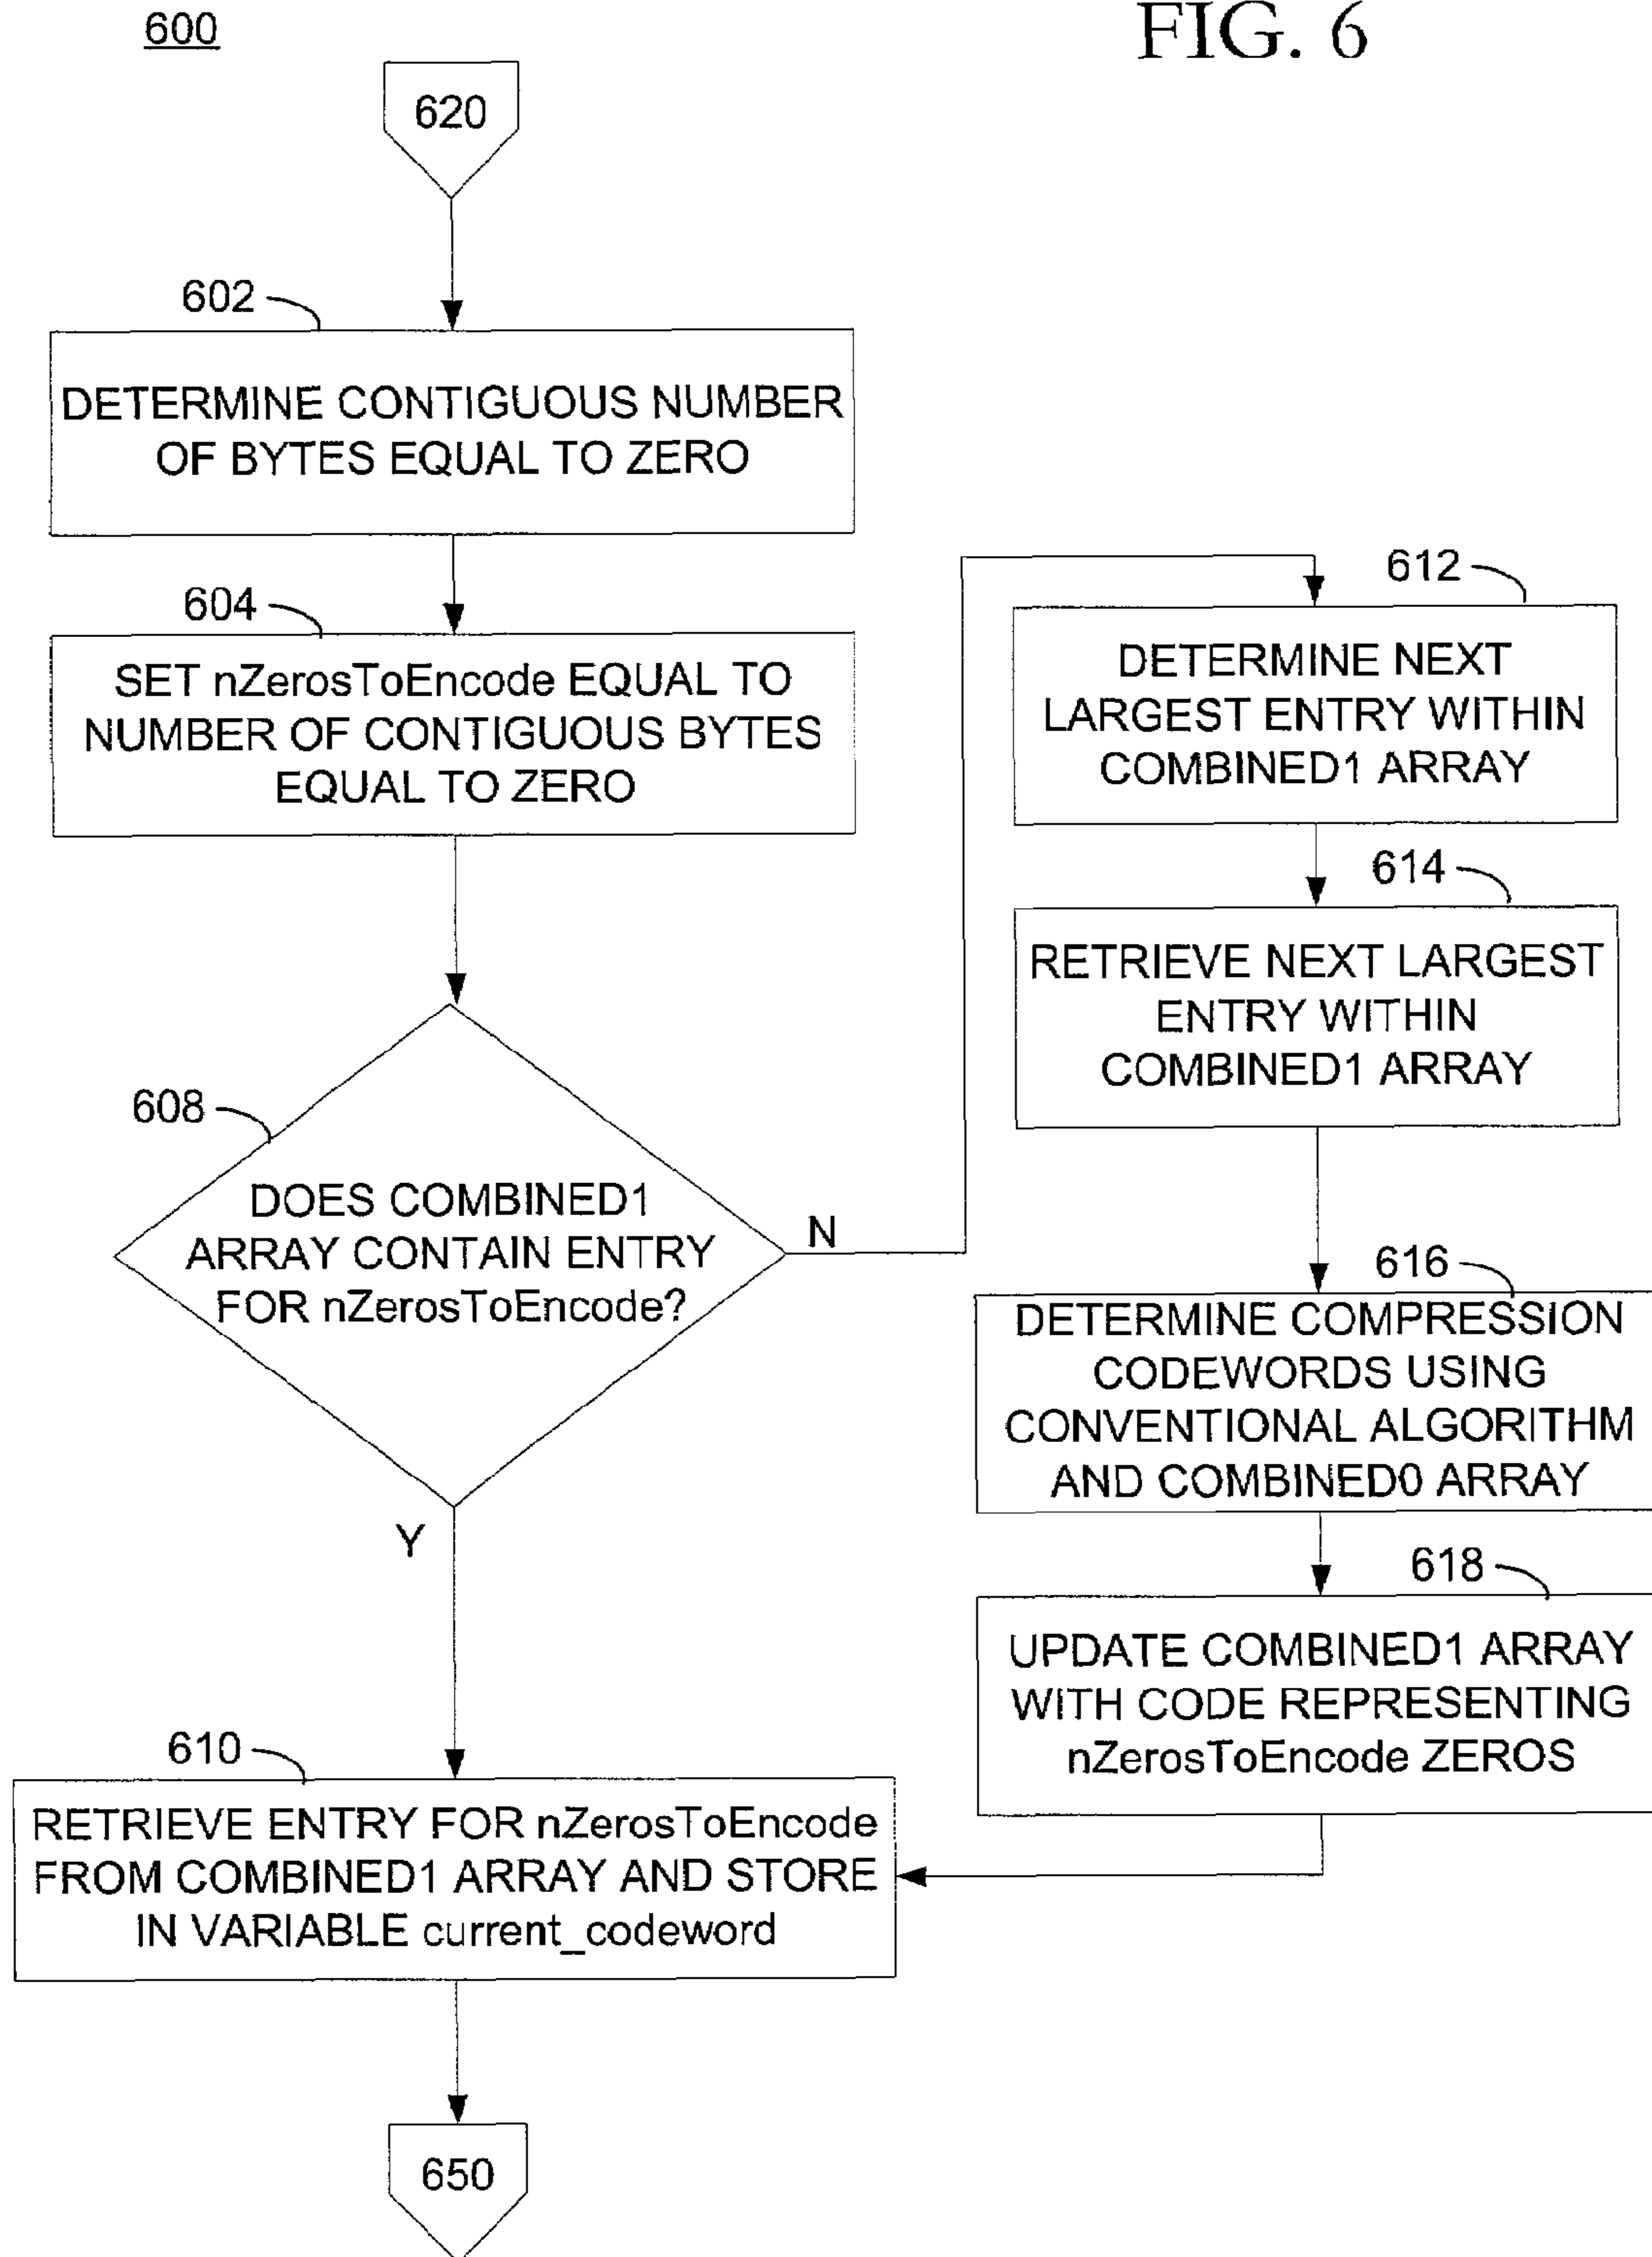 600
FIG. 6
620
602
DETERMINE CONTIGUOUS NUMBER
OF BYTES EQUAL TO ZERO
604
SET nZerosToEncode EQUAL TO
NUMBER OF CONTIGUOUS BYTES
EQUAL TO ZERO
608
DOES COMBINED1
ARRAY CONTAIN ENTRY
FOR nZerosToEncode?
N
Y
612
DETERMINE NEXT
LARGEST ENTRY WITHIN
COMBINED1 ARRAY
614
RETRIEVE NEXT LARGEST
ENTRY WITHIN
COMBINED1 ARRAY
616
DETERMINE COMPRESSION
CODEWORDS USING
CONVENTIONAL ALGORITHM
AND COMBINED0 ARRAY
618
UPDATE COMBINED1 ARRAY
WITH CODE REPRESENTING
nZerosToEncode ZEROS
610
RETRIEVE ENTRY FOR nZerosToEncode
FROM COMBINED1 ARRAY AND STORE
IN VARIABLE current_codeword
650